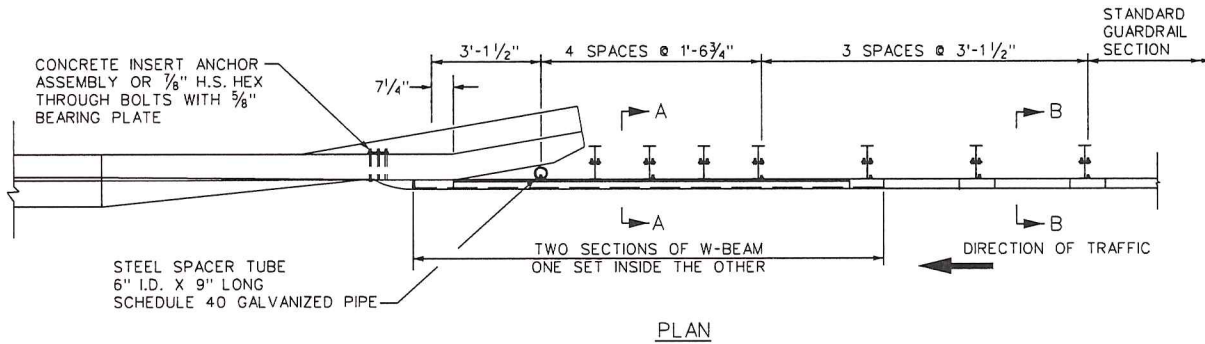 STANDARD
GUARDRAIL
SECTION
3'-1 1/2"
4 SPACES @ 1'-6 3/4"
3 SPACES @ 3'-1 1/2"
CONCRETE INSERT ANCHOR
ASSEMBLY OR 7/8" H.S. HEX
THROUGH BOLTS WITH 5/8"
BEARING PLATE
7 1/4"
A
B
A
B
TWO SECTIONS OF W-BEAM
ONE SET INSIDE THE OTHER
DIRECTION OF TRAFFIC
STEEL SPACER TUBE
6" I.D. X 9" LONG
SCHEDULE 40 GALVANIZED PIPE
PLAN